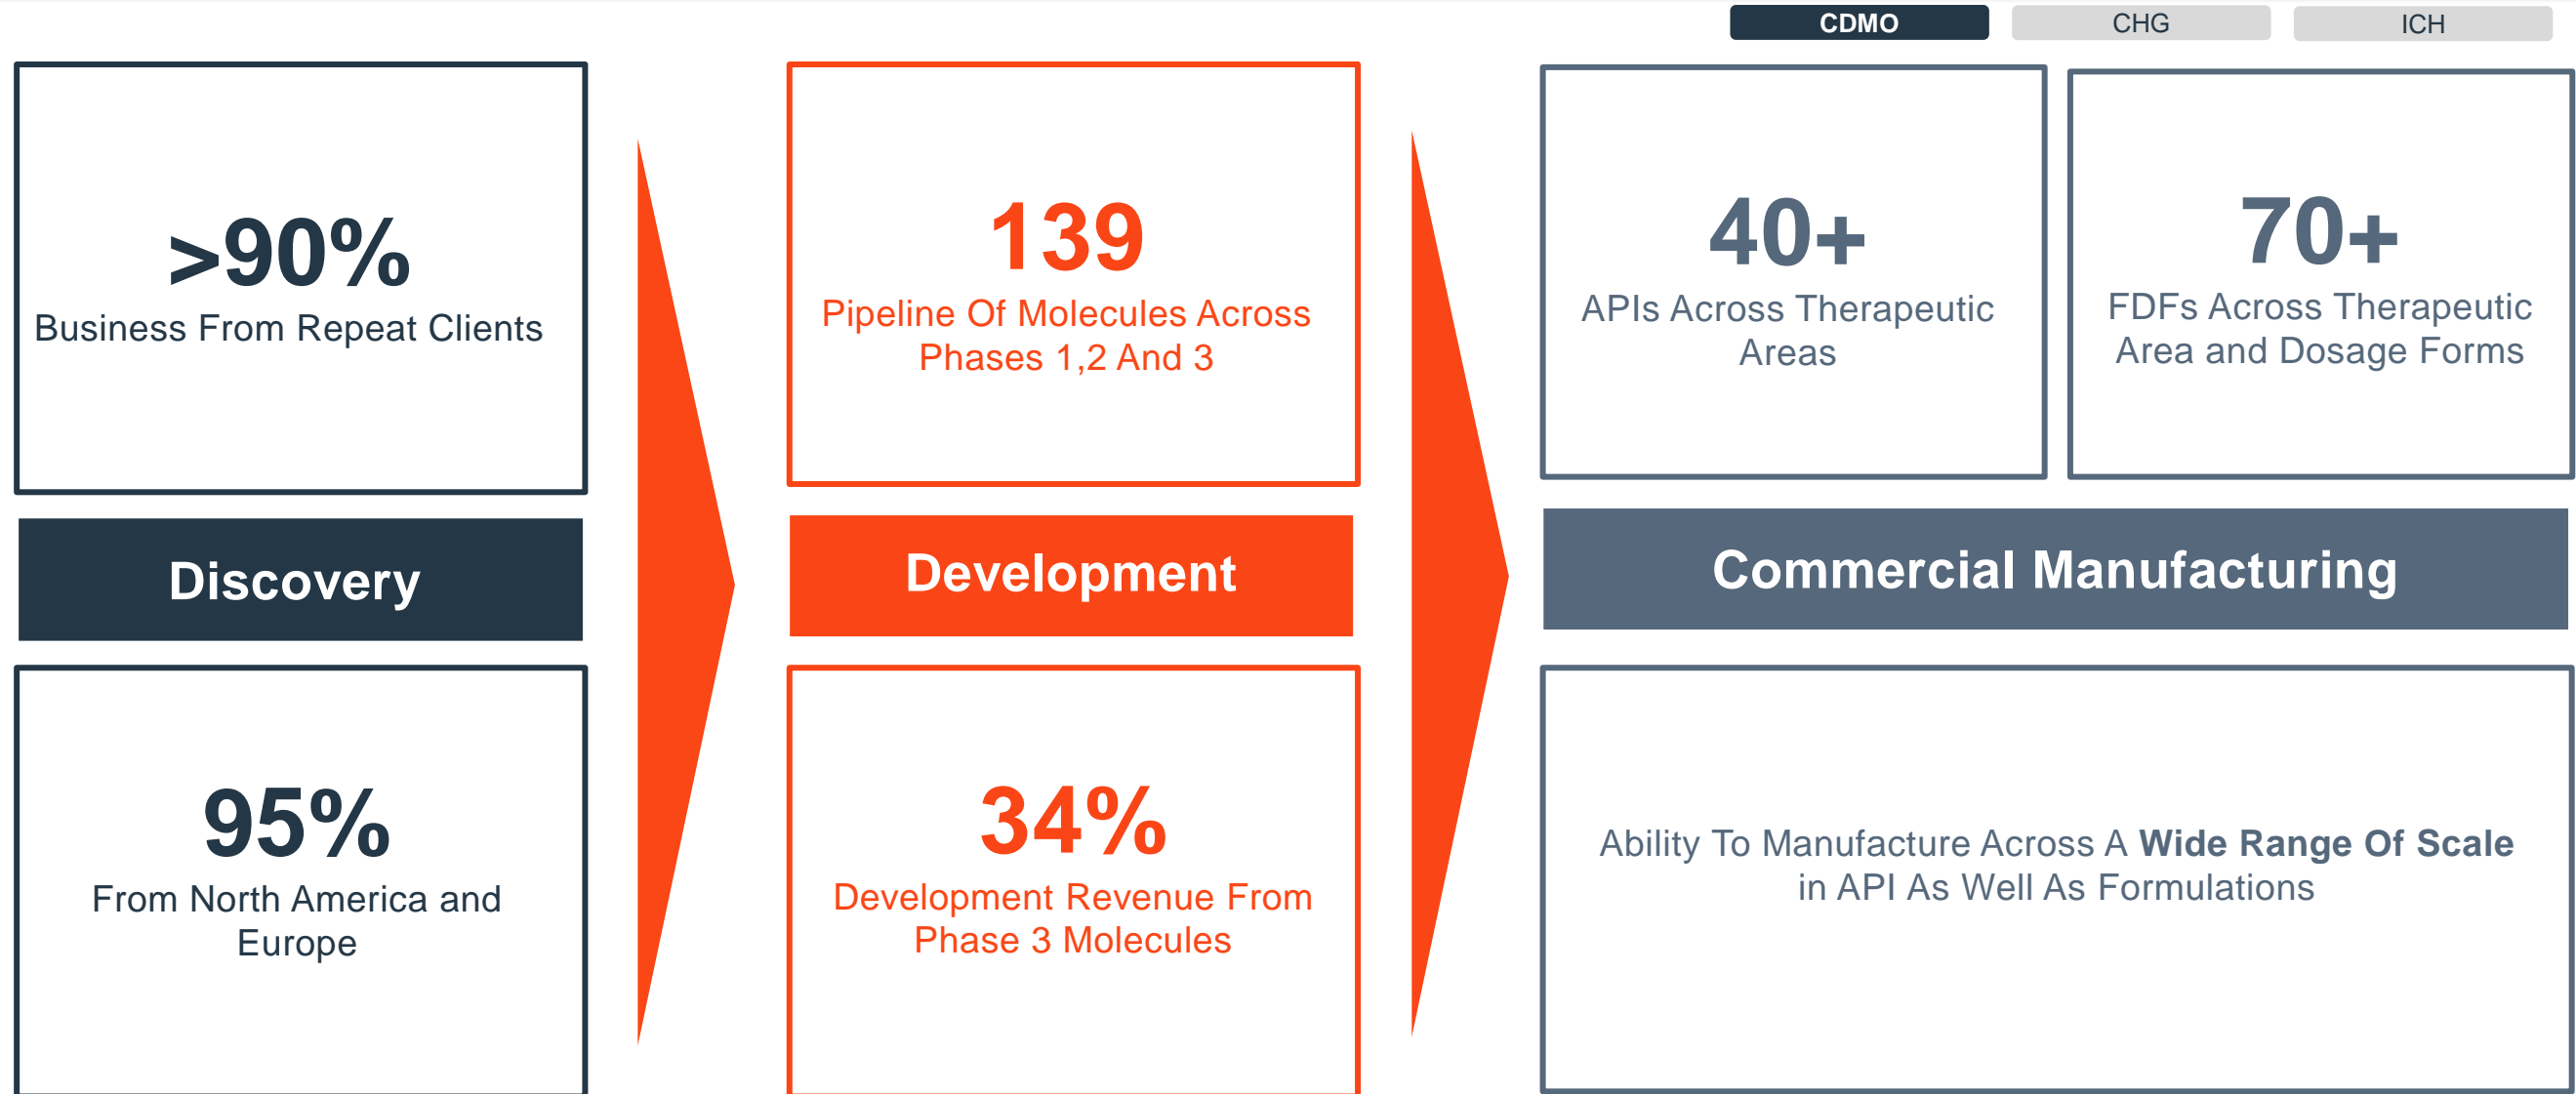 CDMO
CHG
ICH
>90%
Business From Repeat Clients
Discovery
95%
From North America and
Europe
139
Pipeline Of Molecules Across
Phases 1,2 And 3
Development
34%
Development Revenue From
Phase 3 Molecules
40+
APIs Across Therapeutic
Areas
70+
FDFs Across Therapeutic
Area and Dosage Forms
Commercial Manufacturing
Ability To Manufacture Across A Wide Range Of Scale
in API As Well As Formulations